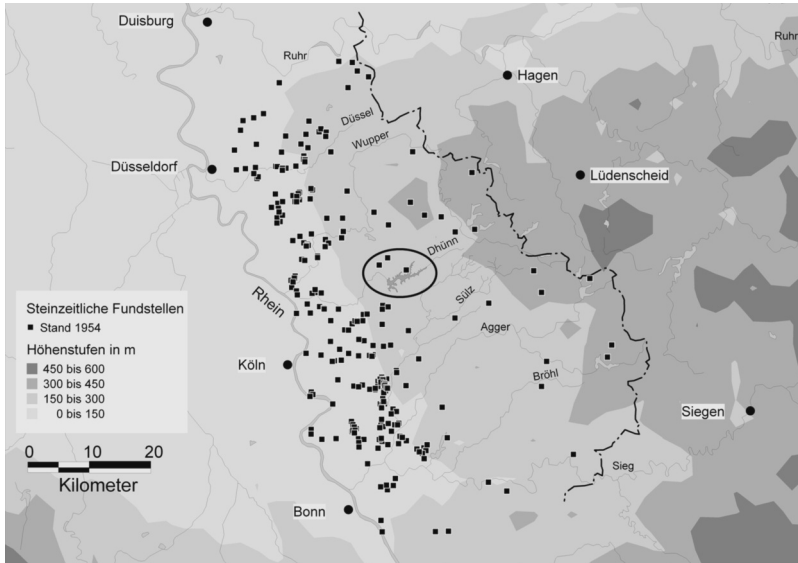 Duisburg
Ruhr
Ruhr
Hagen
Düssel
Wupper
Düsseldorf
Lüdenscheid
Dhünn
Sülz
Rhein
Steinzeitliche Fundstellen
Stand 1954
Höhenstufen in m
450 bis 600
300 bis 450
150 bis 300
0 bis 150
Agger
Köln
Bröhl
Siegen
0 10 20
Kilometer
Sieg
Bonn